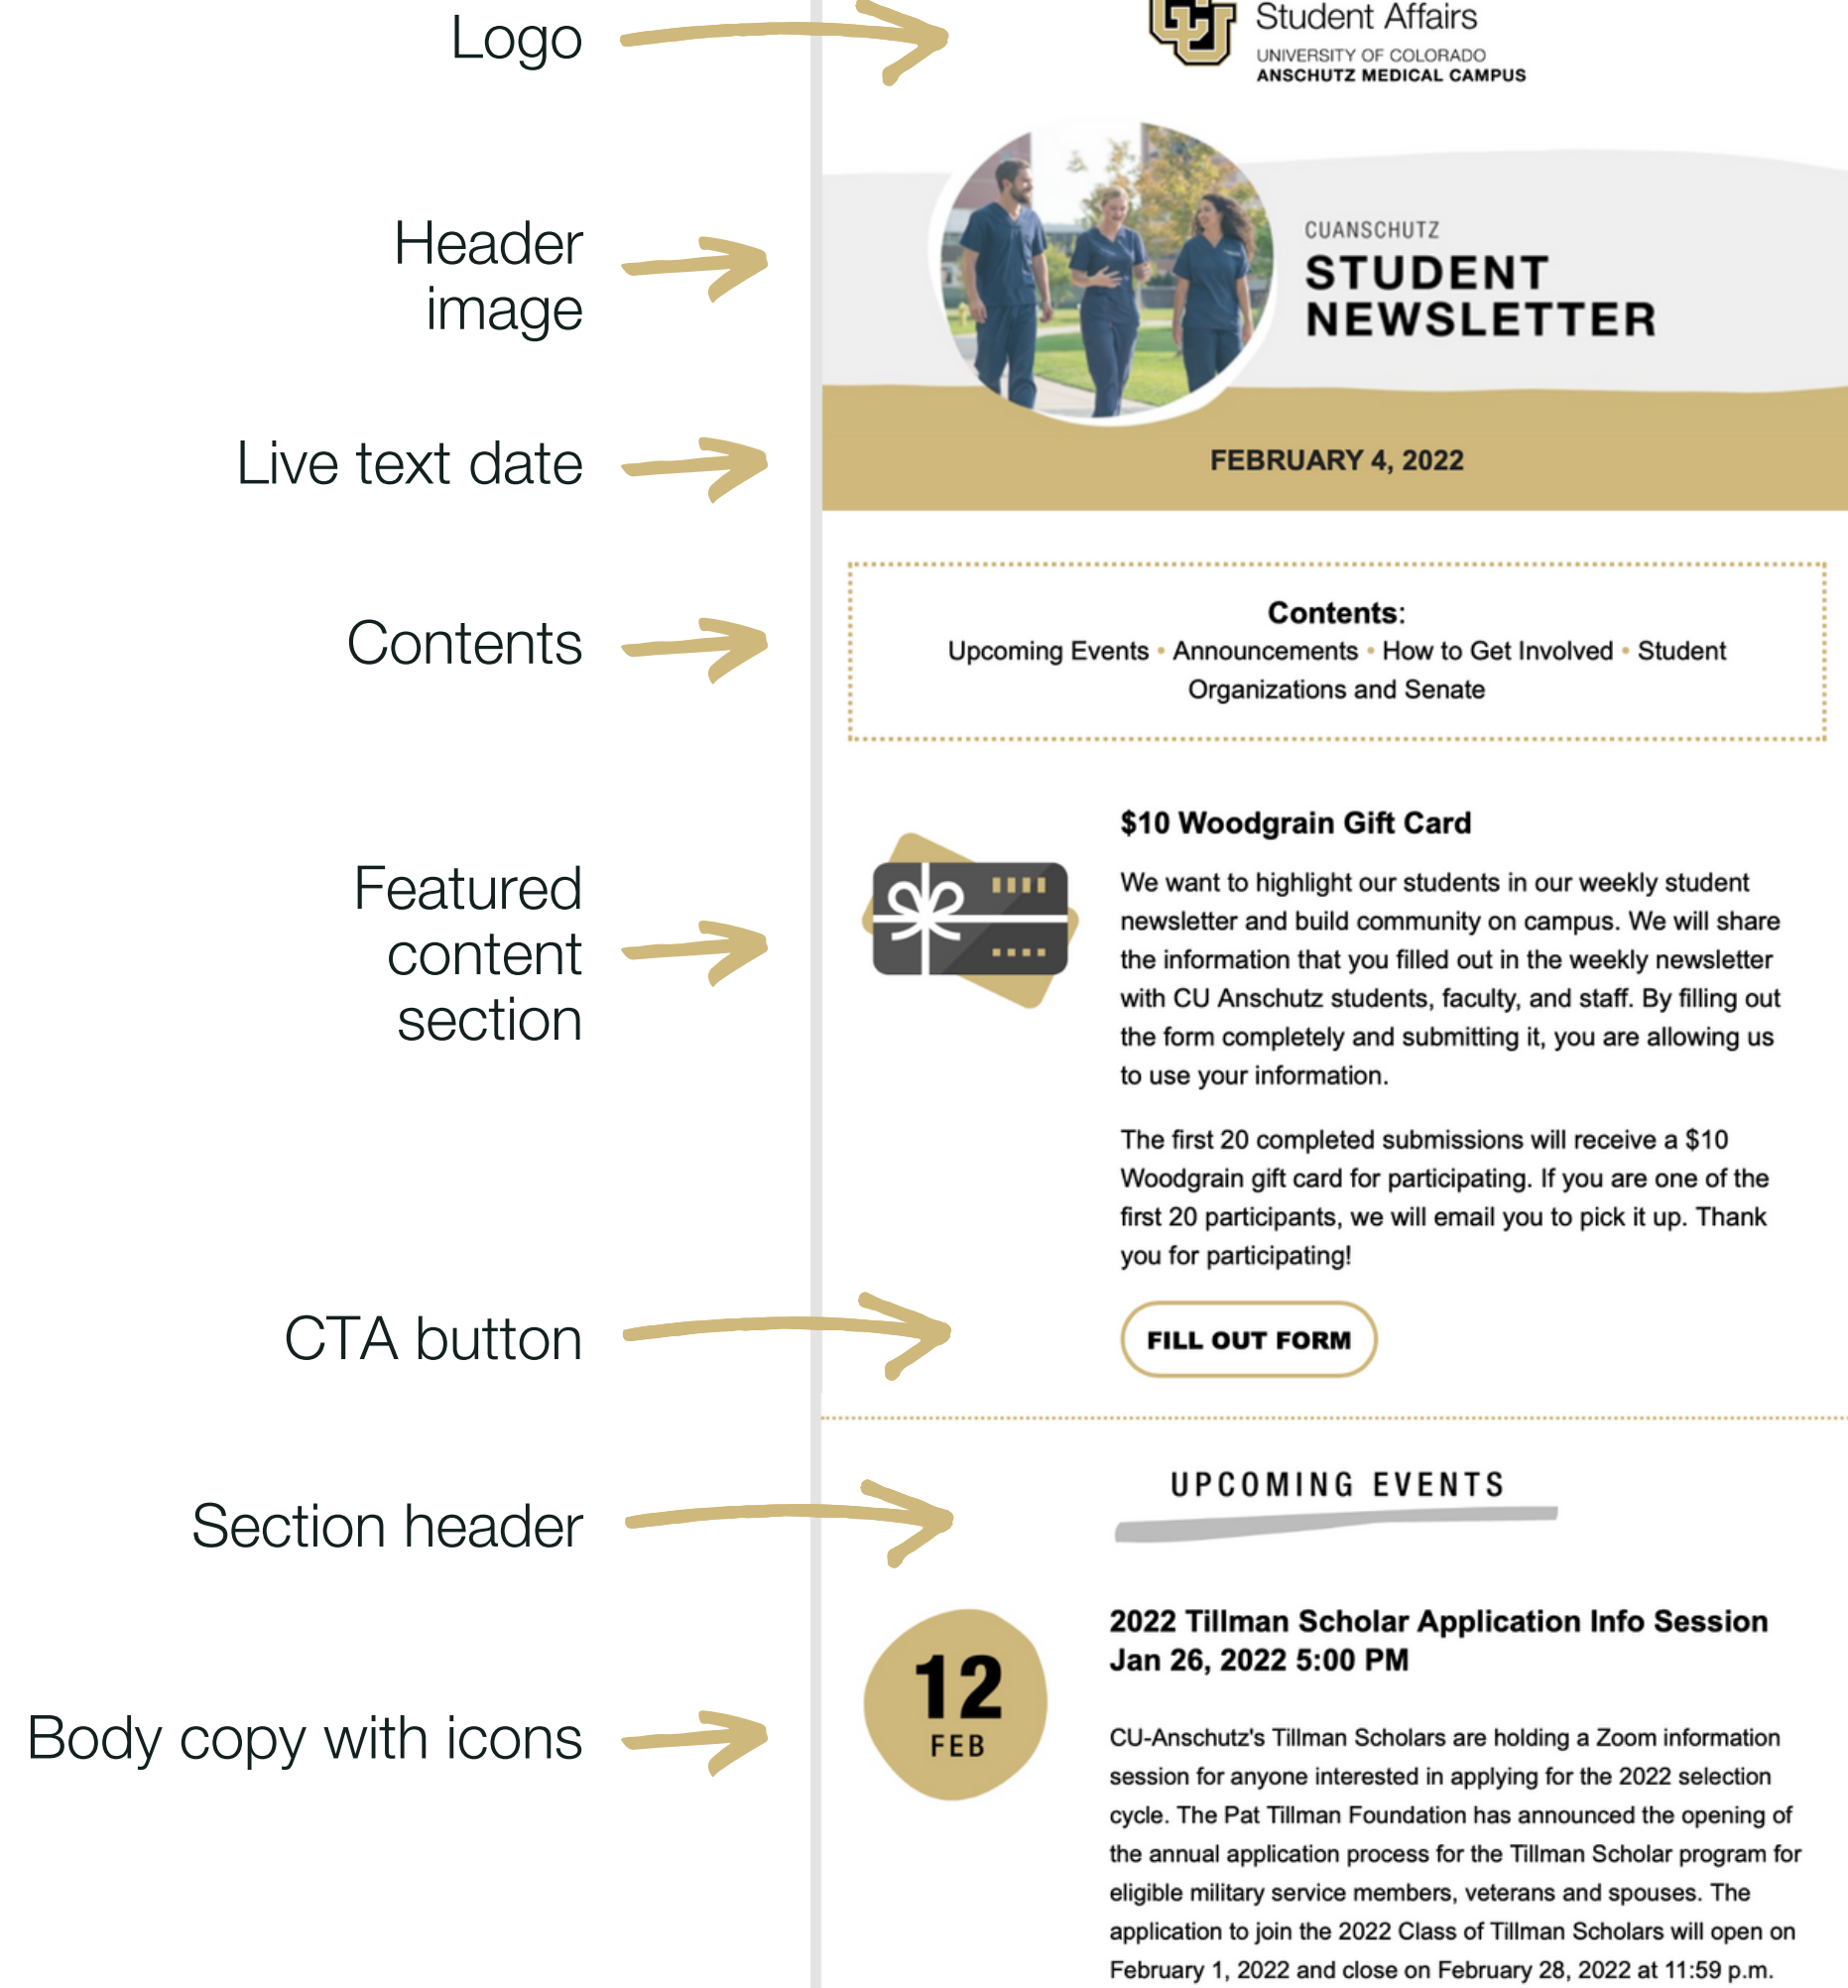 Logo
Student Affairs
UNIVERSITY OF COLORADO
ANSCHUTZ MEDICAL CAMPUS
Header
image
CUANSCHUTZ
STUDENT
NEWSLETTER
Live text date
FEBRUARY 4, 2022
Contents
Contents:
Upcoming Events • Announcements • How to Get Involved • Student
Organizations and Senate
Featured
content
section
$10 Woodgrain Gift Card
We want to highlight our students in our weekly student
newsletter and build community on campus. We will share
the information that you filled out in the weekly newsletter
with CU Anschutz students, faculty, and staff. By filling out
the form completely and submitting it, you are allowing us
to use your information.
The first 20 completed submissions will receive a $10
Woodgrain gift card for participating. If you are one of the
first 20 participants, we will email you to pick it up. Thank
you for participating!
CTA button
FILL OUT FORM
Section header
UPCOMING EVENTS
Body copy with icons
12
FEB
2022 Tillman Scholar Application Info Session
Jan 26, 2022 5:00 PM
CU-Anschutz's Tillman Scholars are holding a Zoom information
session for anyone interested in applying for the 2022 selection
cycle. The Pat Tillman Foundation has announced the opening of
the annual application process for the Tillman Scholar program for
eligible military service members, veterans and spouses. The
application to join the 2022 Class of Tillman Scholars will open on
February 1, 2022 and close on February 28, 2022 at 11:59 p.m.